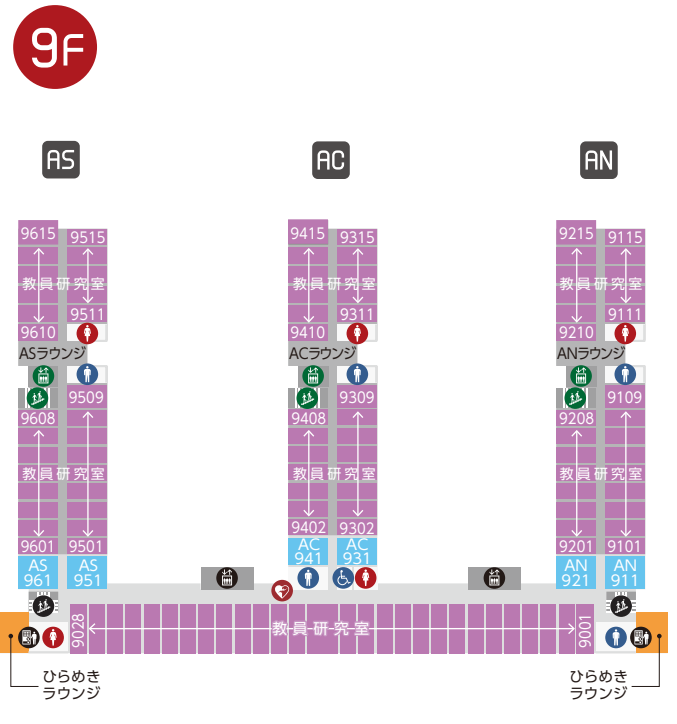 9F
AS
AC
AN
9615
9515
教員研究室
9511
9610
ASラウンジ
9509
9608
教員研究室
9601
9501
AS
961
AS
951
9415
9315
教員研究室
9311
9410
ACラウンジ
9309
9408
教員研究室
9402
9302
AC
941
AC
931
9215
9115
教員研究室
9111
9210
ANラウンジ
9109
9208
教員研究室
9201
9101
AN
921
AN
911
9028
教員研究室
9001
ひらめき
ラウンジ
ひらめき
ラウンジ